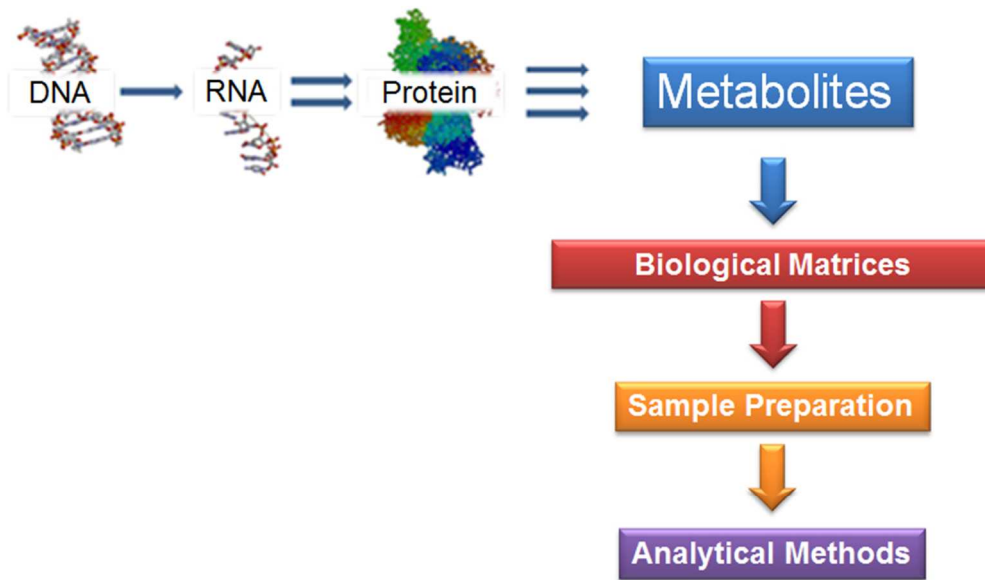 DNA
RNA
Protein
Metabolites
Biological Matrices
Sample Preparation
Analytical Methods